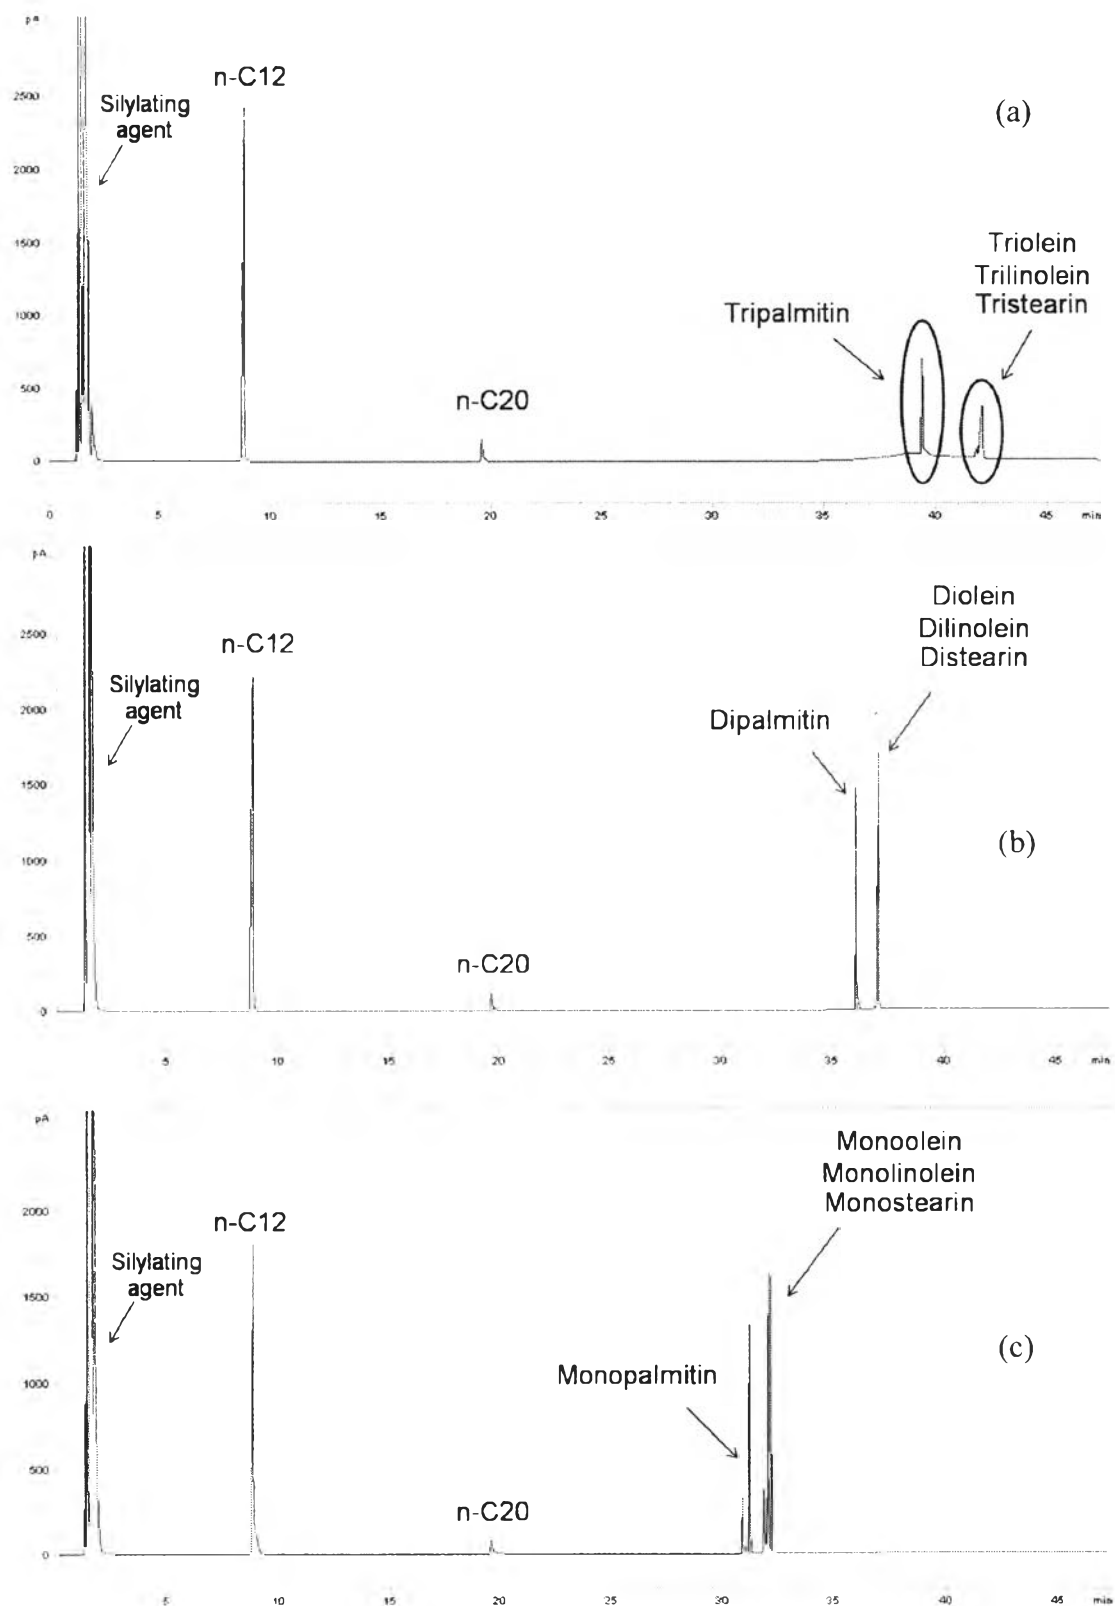 pA
n-C12
2500
Silylating
agent
(a)
2000
1500
Triolein
Trilinolein
Tristearin
1000
Tripalmitin
500
n-C20
0
0 5 10 15 20 25 30 35 40 45 min
pA
Diolein
Dilinolein
Distearin
2500
n-C12
Silylating
agent
2000
Dipalmitin
1500
(b)
1000
500
n-C20
0
5 10 15 20 25 30 35 40 45 min
pA
Monoolein
Monolinolein
Monostearin
2000
n-C12
Silylating
agent
1500
(c)
Monopalmitin
1000
500
n-C20
0
5 10 15 20 25 30 35 40 45 min